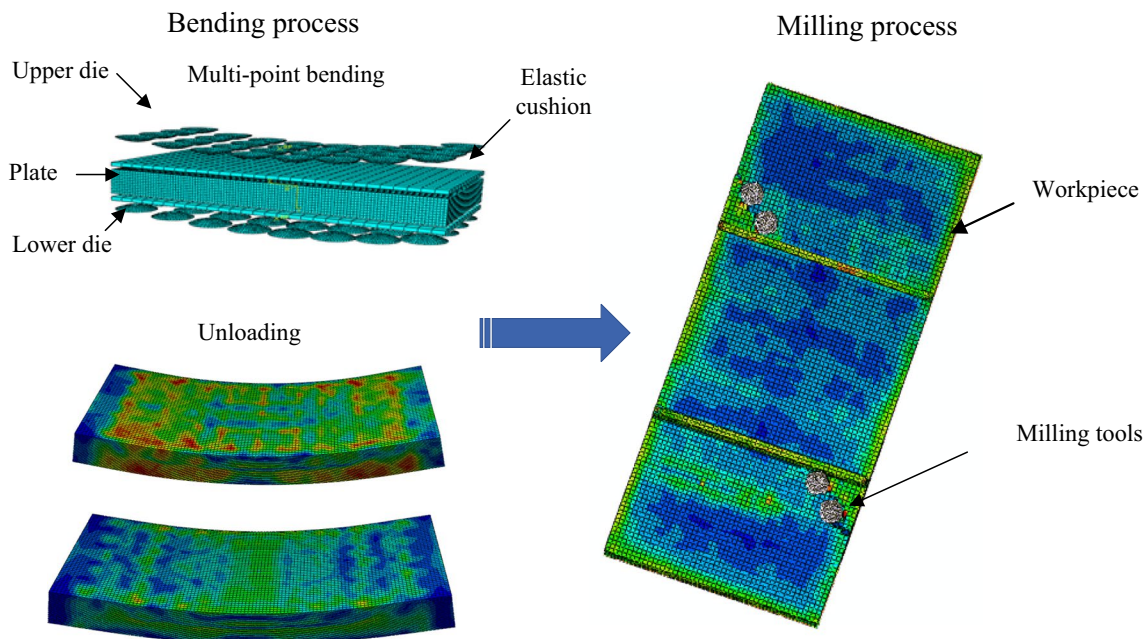 Bending process
Milling process
Upper die
Multi-point bending
Elastic
cushion
Plate
Lower die
Workpiece
Unloading
Milling tools